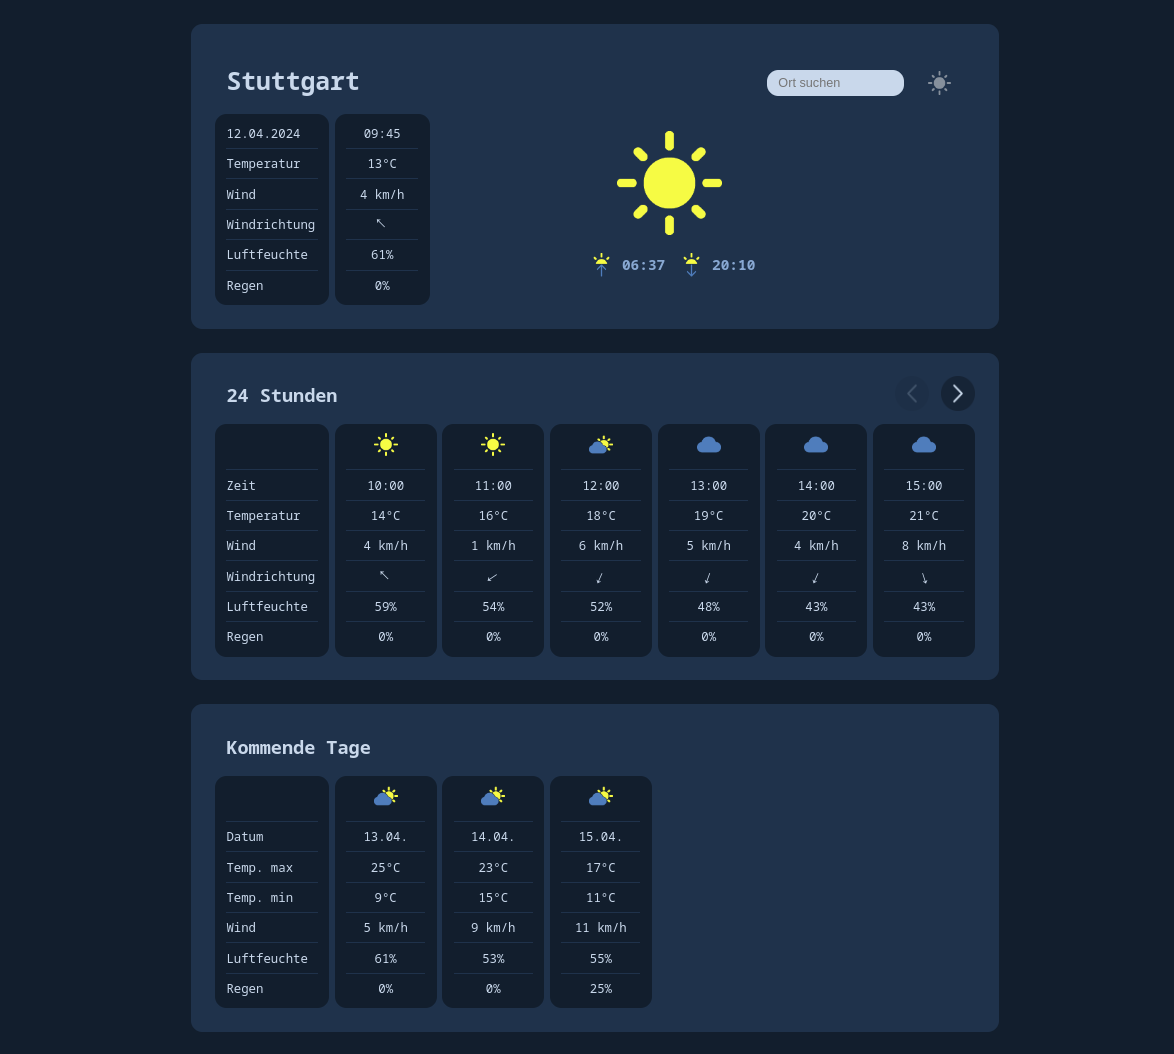 Stuttgart
Ort suchen
12.04.2024 09:45
Temperatur 13°C
Wind 4 km/h
Windrichtung ↖
Luftfeuchte 61%
Regen 0%
06:37 20:10
24 Stunden
Zeit 10:00 11:00 12:00 13:00 14:00 15:00
Temperatur 14°C 16°C 18°C 19°C 20°C 21°C
Wind 4 km/h 1 km/h 6 km/h 5 km/h 4 km/h 8 km/h
Windrichtung ↖ ↙ ↙ ↙ ↙ ↘
Luftfeuchte 59% 54% 52% 48% 43% 43%
Regen 0% 0% 0% 0% 0% 0%
Kommende Tage
Datum 13.04. 14.04. 15.04.
Temp. max 25°C 23°C 17°C
Temp. min 9°C 15°C 11°C
Wind 5 km/h 9 km/h 11 km/h
Luftfeuchte 61% 53% 55%
Regen 0% 0% 25%